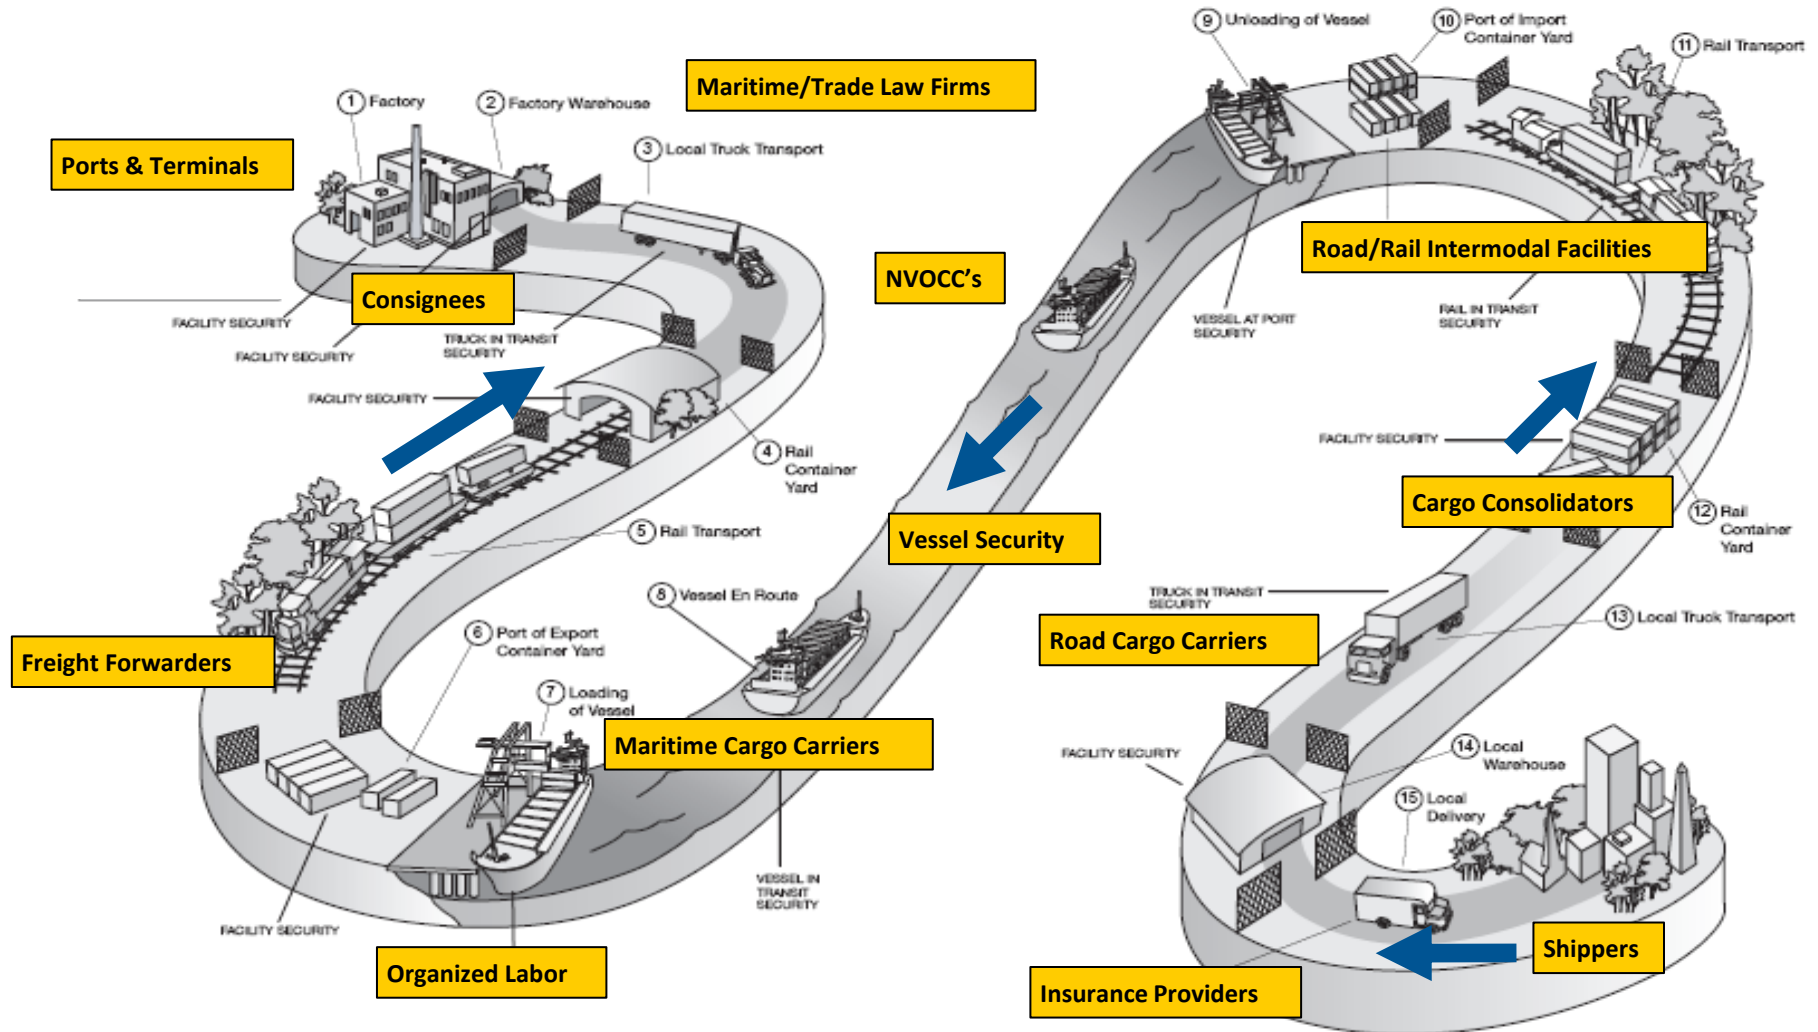 9 Unloading of Vessel
10 Port of Import
Container Yard
11 Rail Transport
Maritime/Trade Law Firms
1 Factory
2 Factory Warehouse
3 Local Truck Transport
Ports & Terminals
Road/Rail Intermodal Facilities
NVOCC’s
Consignees
FACILITY SECURITY
FACILITY SECURITY
TRUCK IN TRANSIT
SECURITY
VESSEL AT PORT
SECURITY
RAIL IN TRANSIT
SECURITY
FACILITY SECURITY
4 Rail
Container
Yard
FACILITY SECURITY
Cargo Consolidators
12 Rail
Container
Yard
5 Rail Transport
Vessel Security
8 Vessel En Route
TRUCK IN TRANSIT
SECURITY
13 Local Truck Transport
6 Port of Export
Container Yard
Road Cargo Carriers
Freight Forwarders
7 Loading
of Vessel
Maritime Cargo Carriers
FACILITY SECURITY
14 Local
Warehouse
15 Local
Delivery
VESSEL IN
TRANSIT
SECURITY
FACILITY SECURITY
Organized Labor
Shippers
Insurance Providers